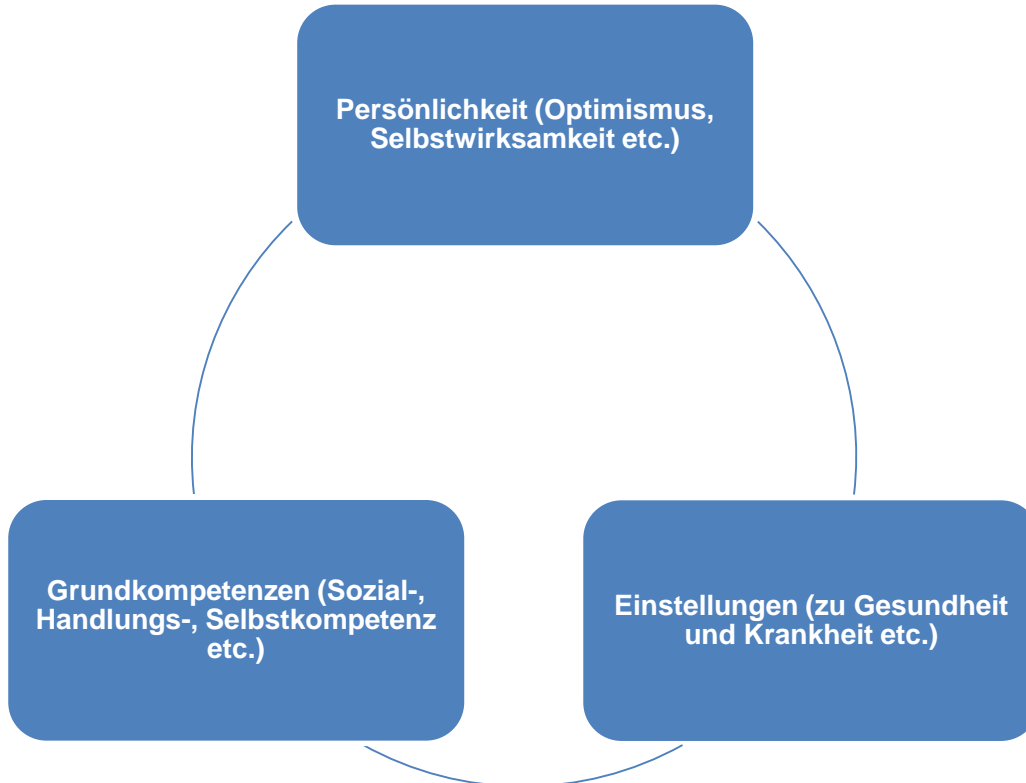 Persönlichkeit (Optimismus,
Selbstwirksamkeit etc.)
Grundkompetenzen (Sozial-,
Handlungs-, Selbstkompetenz
etc.)
Einstellungen (zu Gesundheit
und Krankheit etc.)